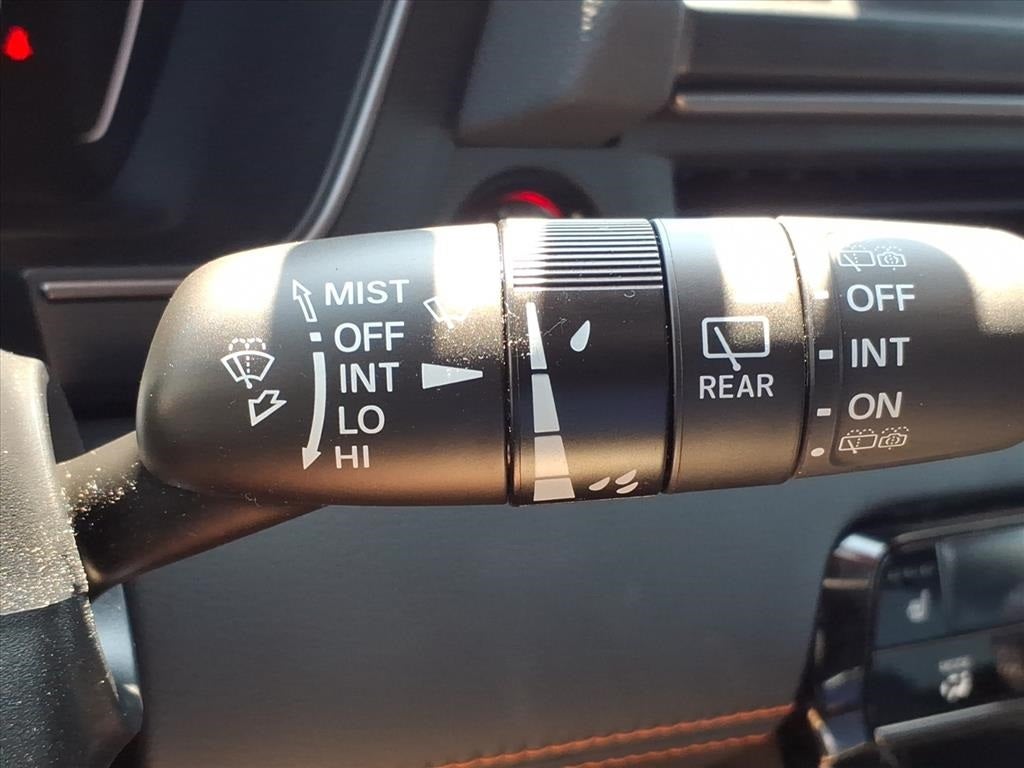 MIST
OFF
INT
LO
HI
REAR
OFF
INT
ON